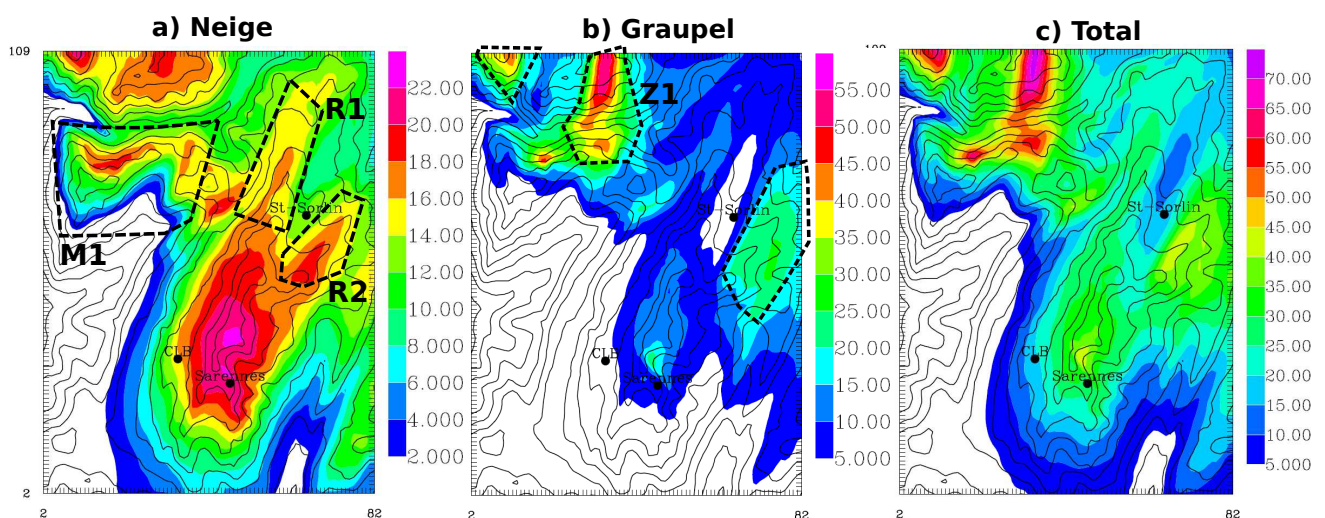 a) Neige
b) Graupel
c) Total
109
R1
St-Sorlin
M1
R2
CLB
Sarennes
2
2
82
22.00
20.00
18.00
16.00
14.00
12.00
10.00
8.000
6.000
4.000
2.000
Z1
St-Sorlin
CLB
Sarennes
2
82
55.00
50.00
45.00
40.00
35.00
30.00
25.00
20.00
15.00
10.00
5.000
St-Sorlin
CLB
Sarennes
2
82
70.00
65.00
60.00
55.00
50.00
45.00
40.00
35.00
30.00
25.00
20.00
15.00
10.00
5.000